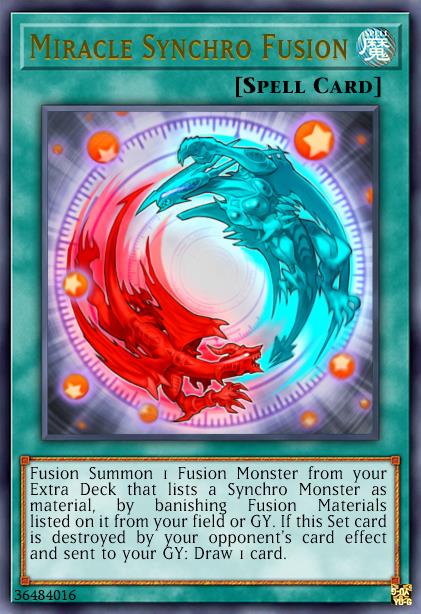 Miracle Synchro Fusion
SPELL
魔
[Spell Card]
Fusion Summon 1 Fusion Monster from your
Extra Deck that lists a Synchro Monster as
material, by banishing Fusion Materials
listed on it from your field or GY. If this Set card
is destroyed by your opponent's card effect
and sent to your GY: Draw 1 card.
36484016